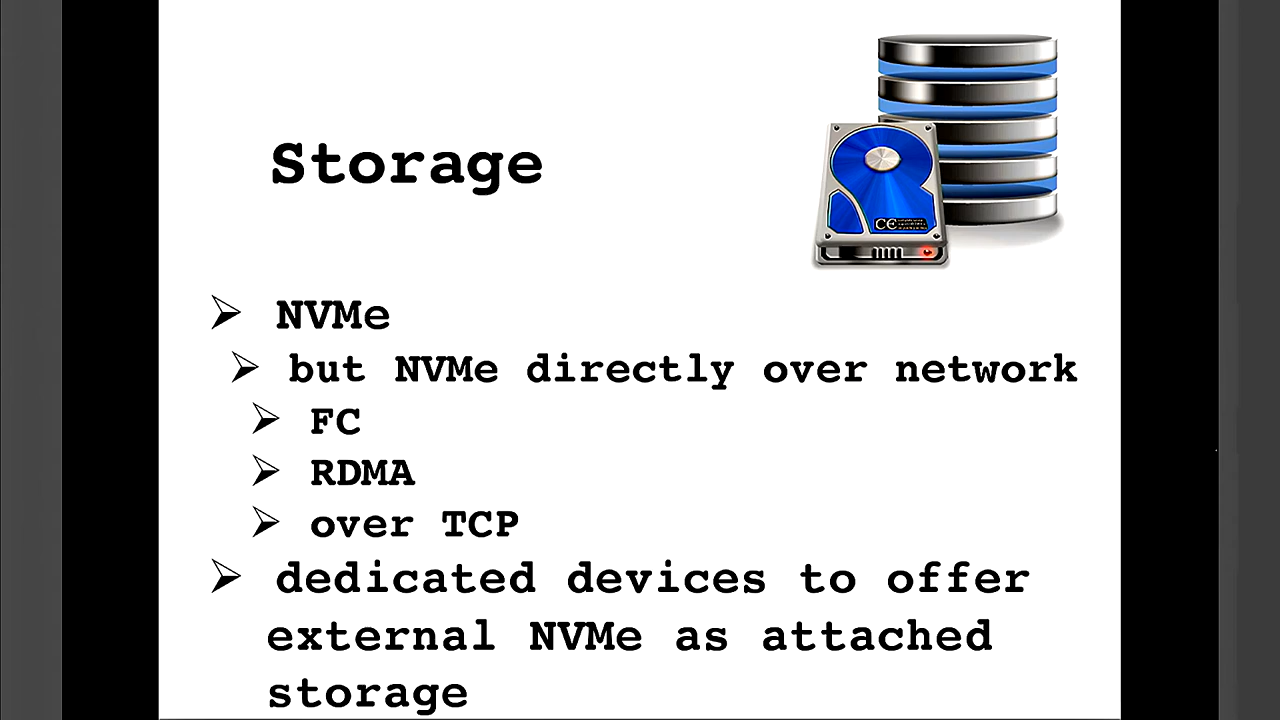 Storage
CE
➢ NVMe
➢ but NVMe directly over network
➢ FC
➢ RDMA
➢ over TCP
➢ dedicated devices to offer
external NVMe as attached
storage